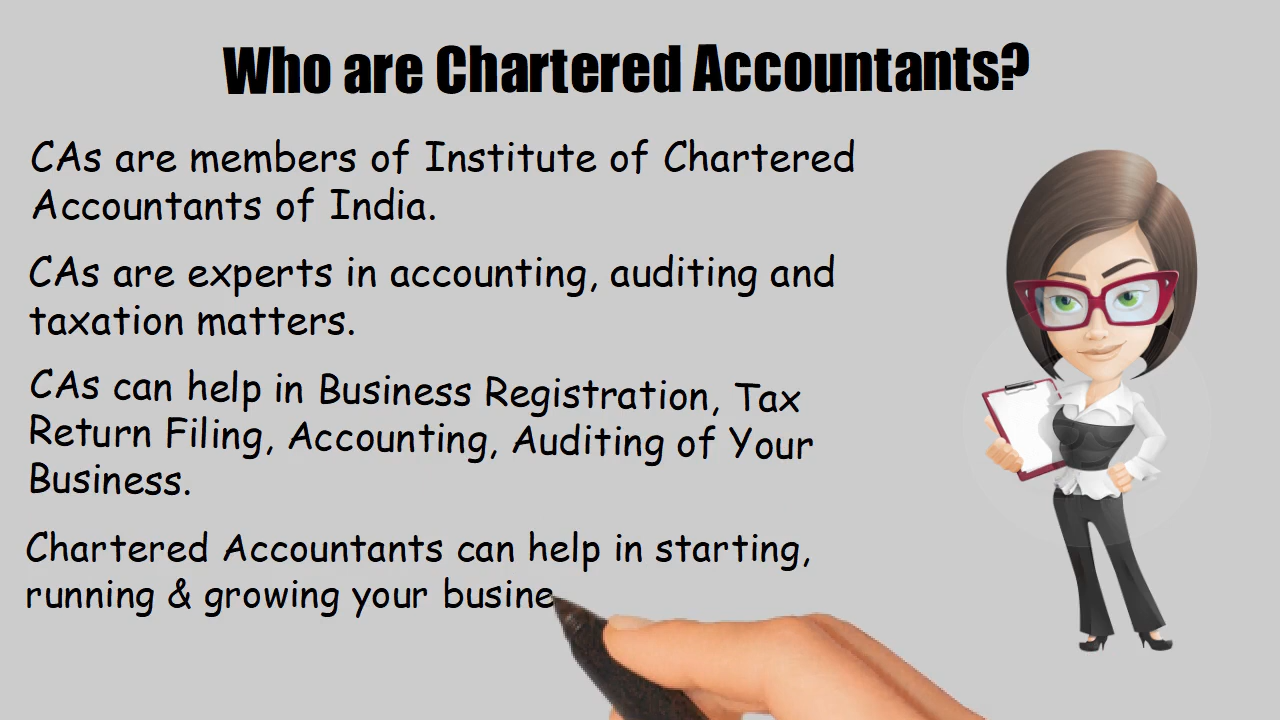 Who are Chartered Accountants?
CAs are members of Institute of Chartered
Accountants of India.
CAs are experts in accounting, auditing and
taxation matters.
CAs can help in Business Registration, Tax
Return Filing, Accounting, Auditing of Your
Business.
Chartered Accountants can help in starting,
running & growing your busine